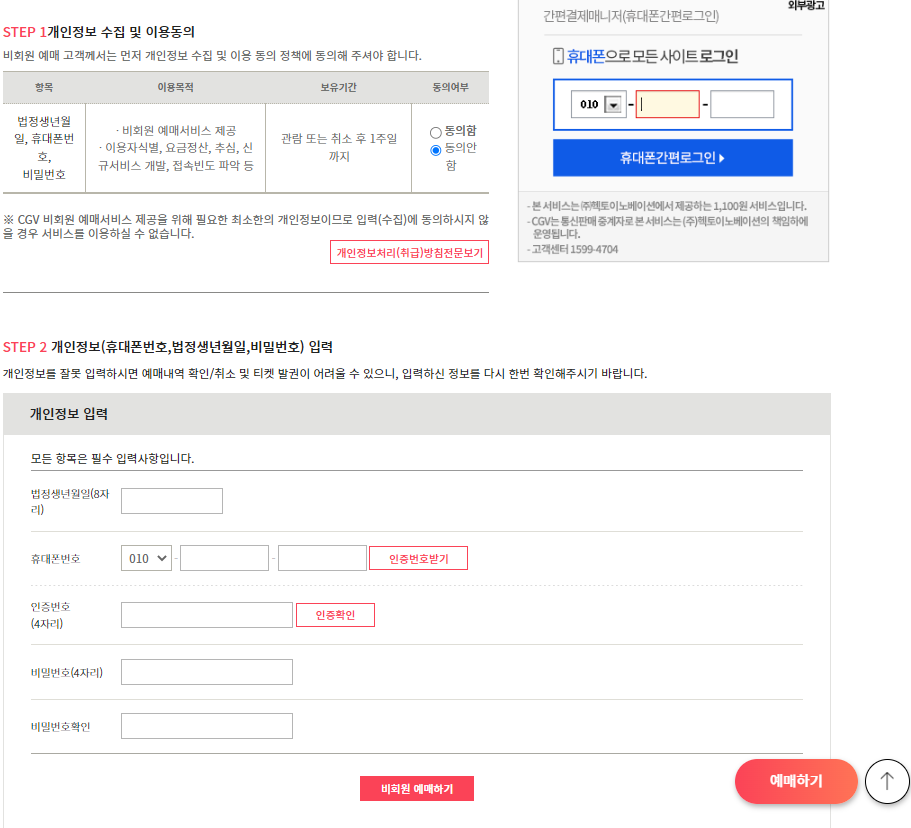 STEP 1개인정보 수집 및 이용동의
비회원 예매 고객께서는 먼저 개인정보 수집 및 이용 동의 정책에 동의해 주셔야 합니다.
항목
이용목적
보유기간
동의여부
법정생년월
일, 휴대폰번
호,
비밀번호
· 비회원 예매서비스 제공
· 이용자식별, 요금정산, 추심, 신
규서비스 개발, 접속빈도 파악 등
관람 또는 취소 후 1주일
까지
동의함
동의안
함
※ CGV 비회원 예매서비스 제공을 위해 필요한 최소한의 개인정보이므로 입력(수집)에 동의하시지 않
을 경우 서비스를 이용하실 수 없습니다.
개인정보처리(취급)방침전문보기
외부광고
간편결제매니저(휴대폰간편로그인)
휴대폰으로 모든 사이트 로그인
010 - -
휴대폰간편로그인
- 본 서비스는 ㈜헥토이노베이션에서 제공하는 1,100원 서비스입니다.
- CGV는 통신판매 중계자로 본 서비스는 (주)헥토이노베이션의 책임하에
운영됩니다.
- 고객센터 1599-4704
STEP 2 개인정보(휴대폰번호,법정생년월일,비밀번호) 입력
개인정보를 잘못 입력하시면 예매내역 확인/취소 및 티켓 발권이 어려울 수 있으니, 입력하신 정보를 다시 한번 확인해주시기 바랍니다.
개인정보 입력
모든 항목은 필수 입력사항입니다.
법정생년월일(8자
리)
휴대폰번호
010 - -
인증번호받기
인증번호
(4자리)
인증확인
비밀번호(4자리)
비밀번호확인
비회원 예매하기
예매하기